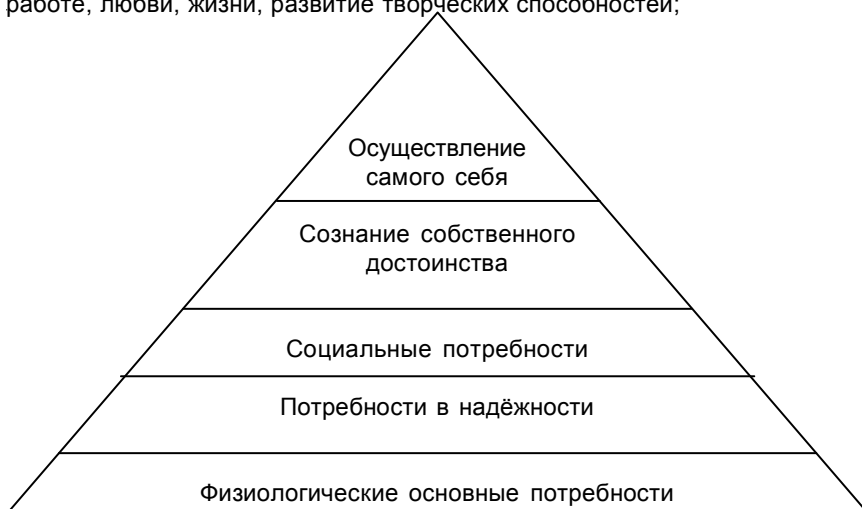 работе, любви, жизни, развитие творческих способностей;
Осуществление
самого себя
Сознание собственного
достоинства
Социальные потребности
Потребности в надёжности
Физиологические основные потребности